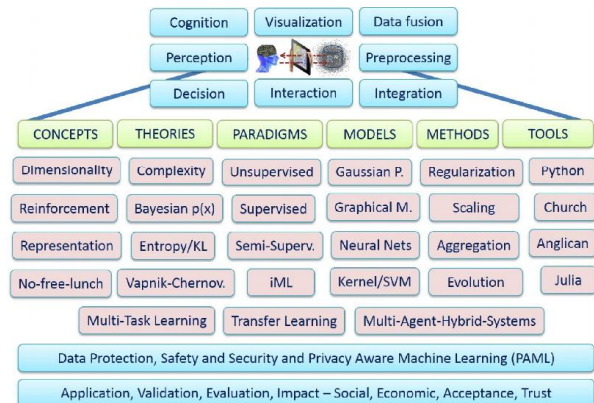 Cognition Visualization Data fusion
Perception Preprocessing
Decision Interaction Integration
CONCEPTS THEORIES PARADIGMS MODELS METHODS TOOLS
Dimensionality Complexity Unsupervised Gaussian P. Regularization Python
Reinforcement Bayesian p(x) Supervised Graphical M. Scaling Church
Representation Entropy/KL Semi-Superv. Neural Nets Aggregation Anglican
No-free-lunch Vapnik-Chernov. iML Kernel/SVM Evolution Julia
Multi-Task Learning Transfer Learning Multi-Agent-Hybrid-Systems
Data Protection, Safety and Security and Privacy Aware Machine Learning (PAML)
Application, Validation, Evaluation, Impact – Social, Economic, Acceptance, Trust